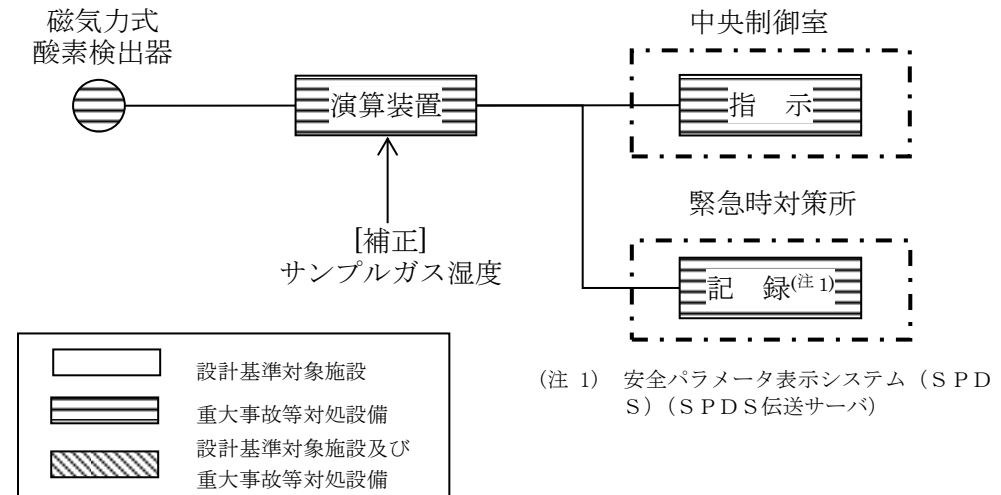 磁気力式
酸素検出器
演算装置
[補正]
サンプルガス湿度
中央制御室
指　示
緊急時対策所
記　録(注 1)
(注 1)　安全パラメータ表示システム（ＳＰＤ
Ｓ）（ＳＰＤＳ伝送サーバ）
設計基準対象施設
重大事故等対処設備
設計基準対象施設及び
重大事故等対処設備